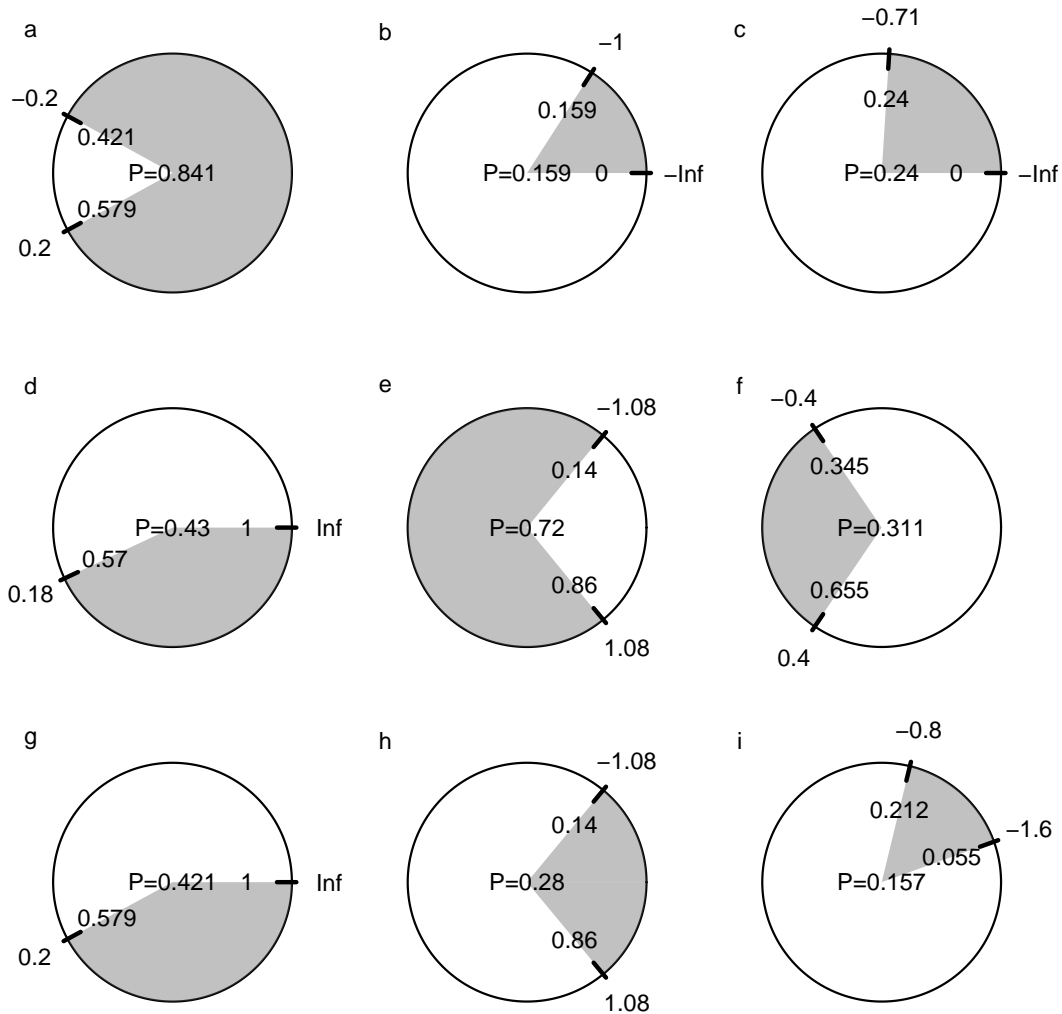 a
−0.2
0.421
P=0.841
0.579
0.2
b
−1
0.159
P=0.159
0
−Inf
c
−0.71
0.24
P=0.24
0
−Inf
d
P=0.43
1
Inf
0.57
0.18
e
−1.08
0.14
P=0.72
0.86
1.08
f
−0.4
0.345
P=0.311
0.655
0.4
g
P=0.421
1
Inf
0.579
0.2
h
−1.08
0.14
P=0.28
0.86
1.08
i
−0.8
0.212
−1.6
0.055
P=0.157